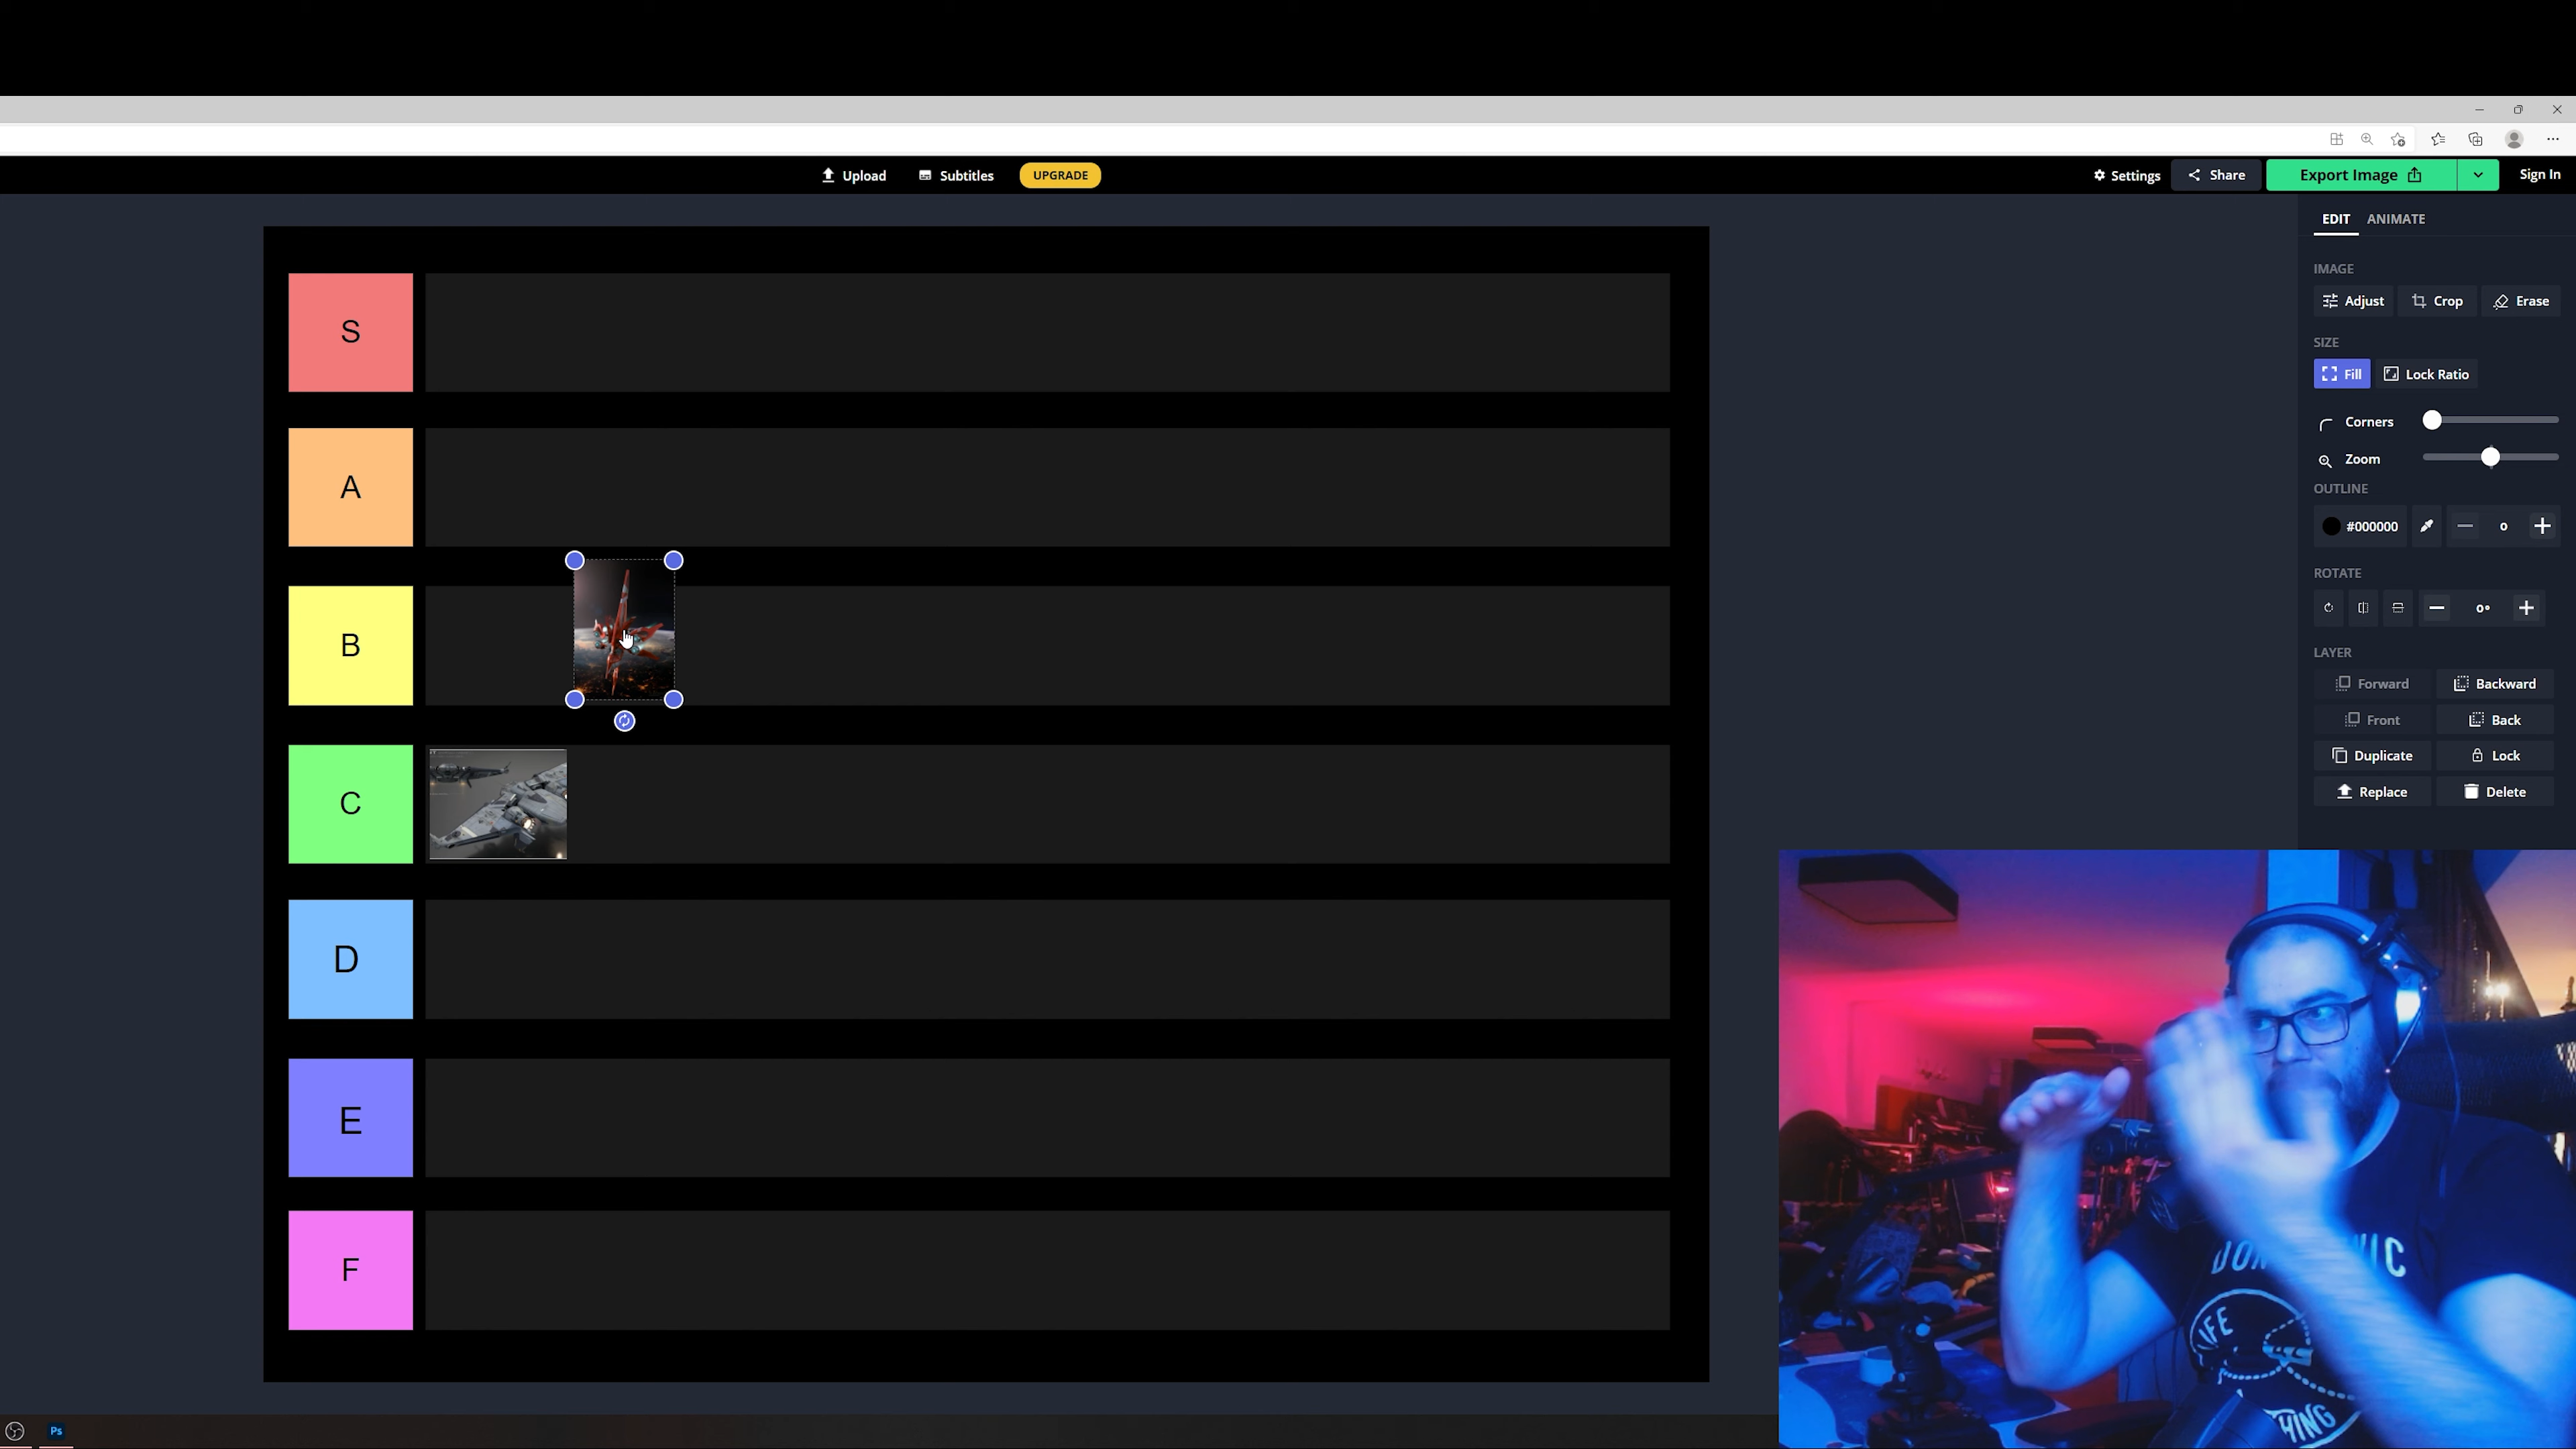 Upload Subtitles UPGRADE Settings Share Export Image Sign In
EDIT ANIMATE
IMAGE
Adjust Crop Erase
SIZE
Fill Lock Ratio
Corners
Zoom
OUTLINE
#000000 0
ROTATE
0°
LAYER
Forward Backward
Front Back
Duplicate Lock
Replace Delete
S
A
B
C
D
E
F
Ps